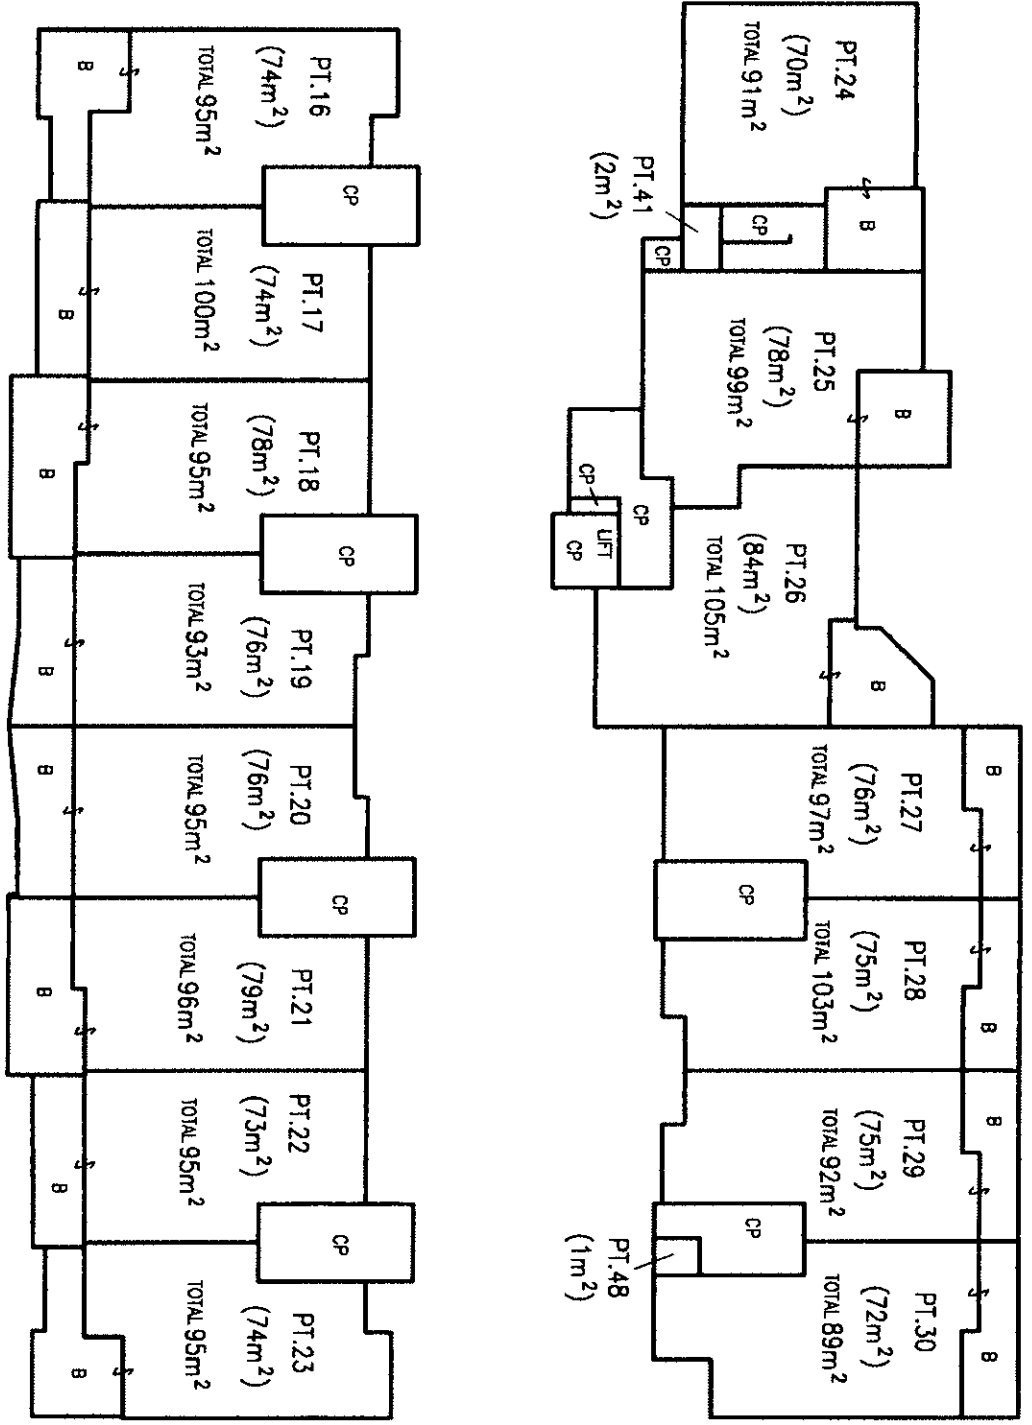 PT.24
(70m²)
TOTAL 91m²
B
PT.41
(2m²)
CP
CP
PT.25
(78m²)
TOTAL 99m²
B
CP
CP
LIFT
CP
PT.26
(84m²)
TOTAL 105m²
B
PT.27
(76m²)
TOTAL 97m²
B
CP
PT.28
(75m²)
TOTAL 103m²
B
PT.29
(75m²)
TOTAL 92m²
B
CP
PT.48
(1m²)
PT.30
(72m²)
TOTAL 89m²
B
PT.16
(74m²)
TOTAL 95m²
B
CP
PT.17
(74m²)
TOTAL 100m²
B
PT.18
(78m²)
TOTAL 95m²
B
CP
PT.19
(76m²)
TOTAL 93m²
B
PT.20
(76m²)
TOTAL 95m²
B
CP
PT.21
(79m²)
TOTAL 96m²
B
PT.22
(73m²)
TOTAL 95m²
B
CP
PT.23
(74m²)
TOTAL 95m²
B